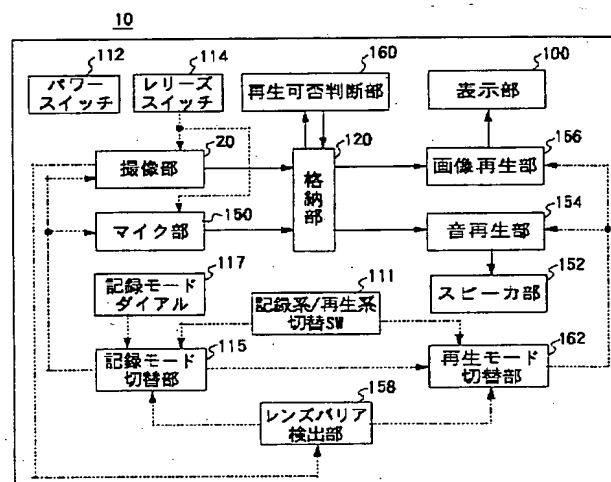 10
112
114
160
100
パワー
スイッチ
レリーズ
スイッチ
再生可否判断部
表示部
20
120
156
撮像部
格納部
画像再生部
150
154
マイク部
音再生部
117
111
152
記録モード
ダイアル
記録系/再生系
切替SW
スピーカ部
115
162
記録モード
切替部
再生モード
切替部
158
レンズバリア
検出部